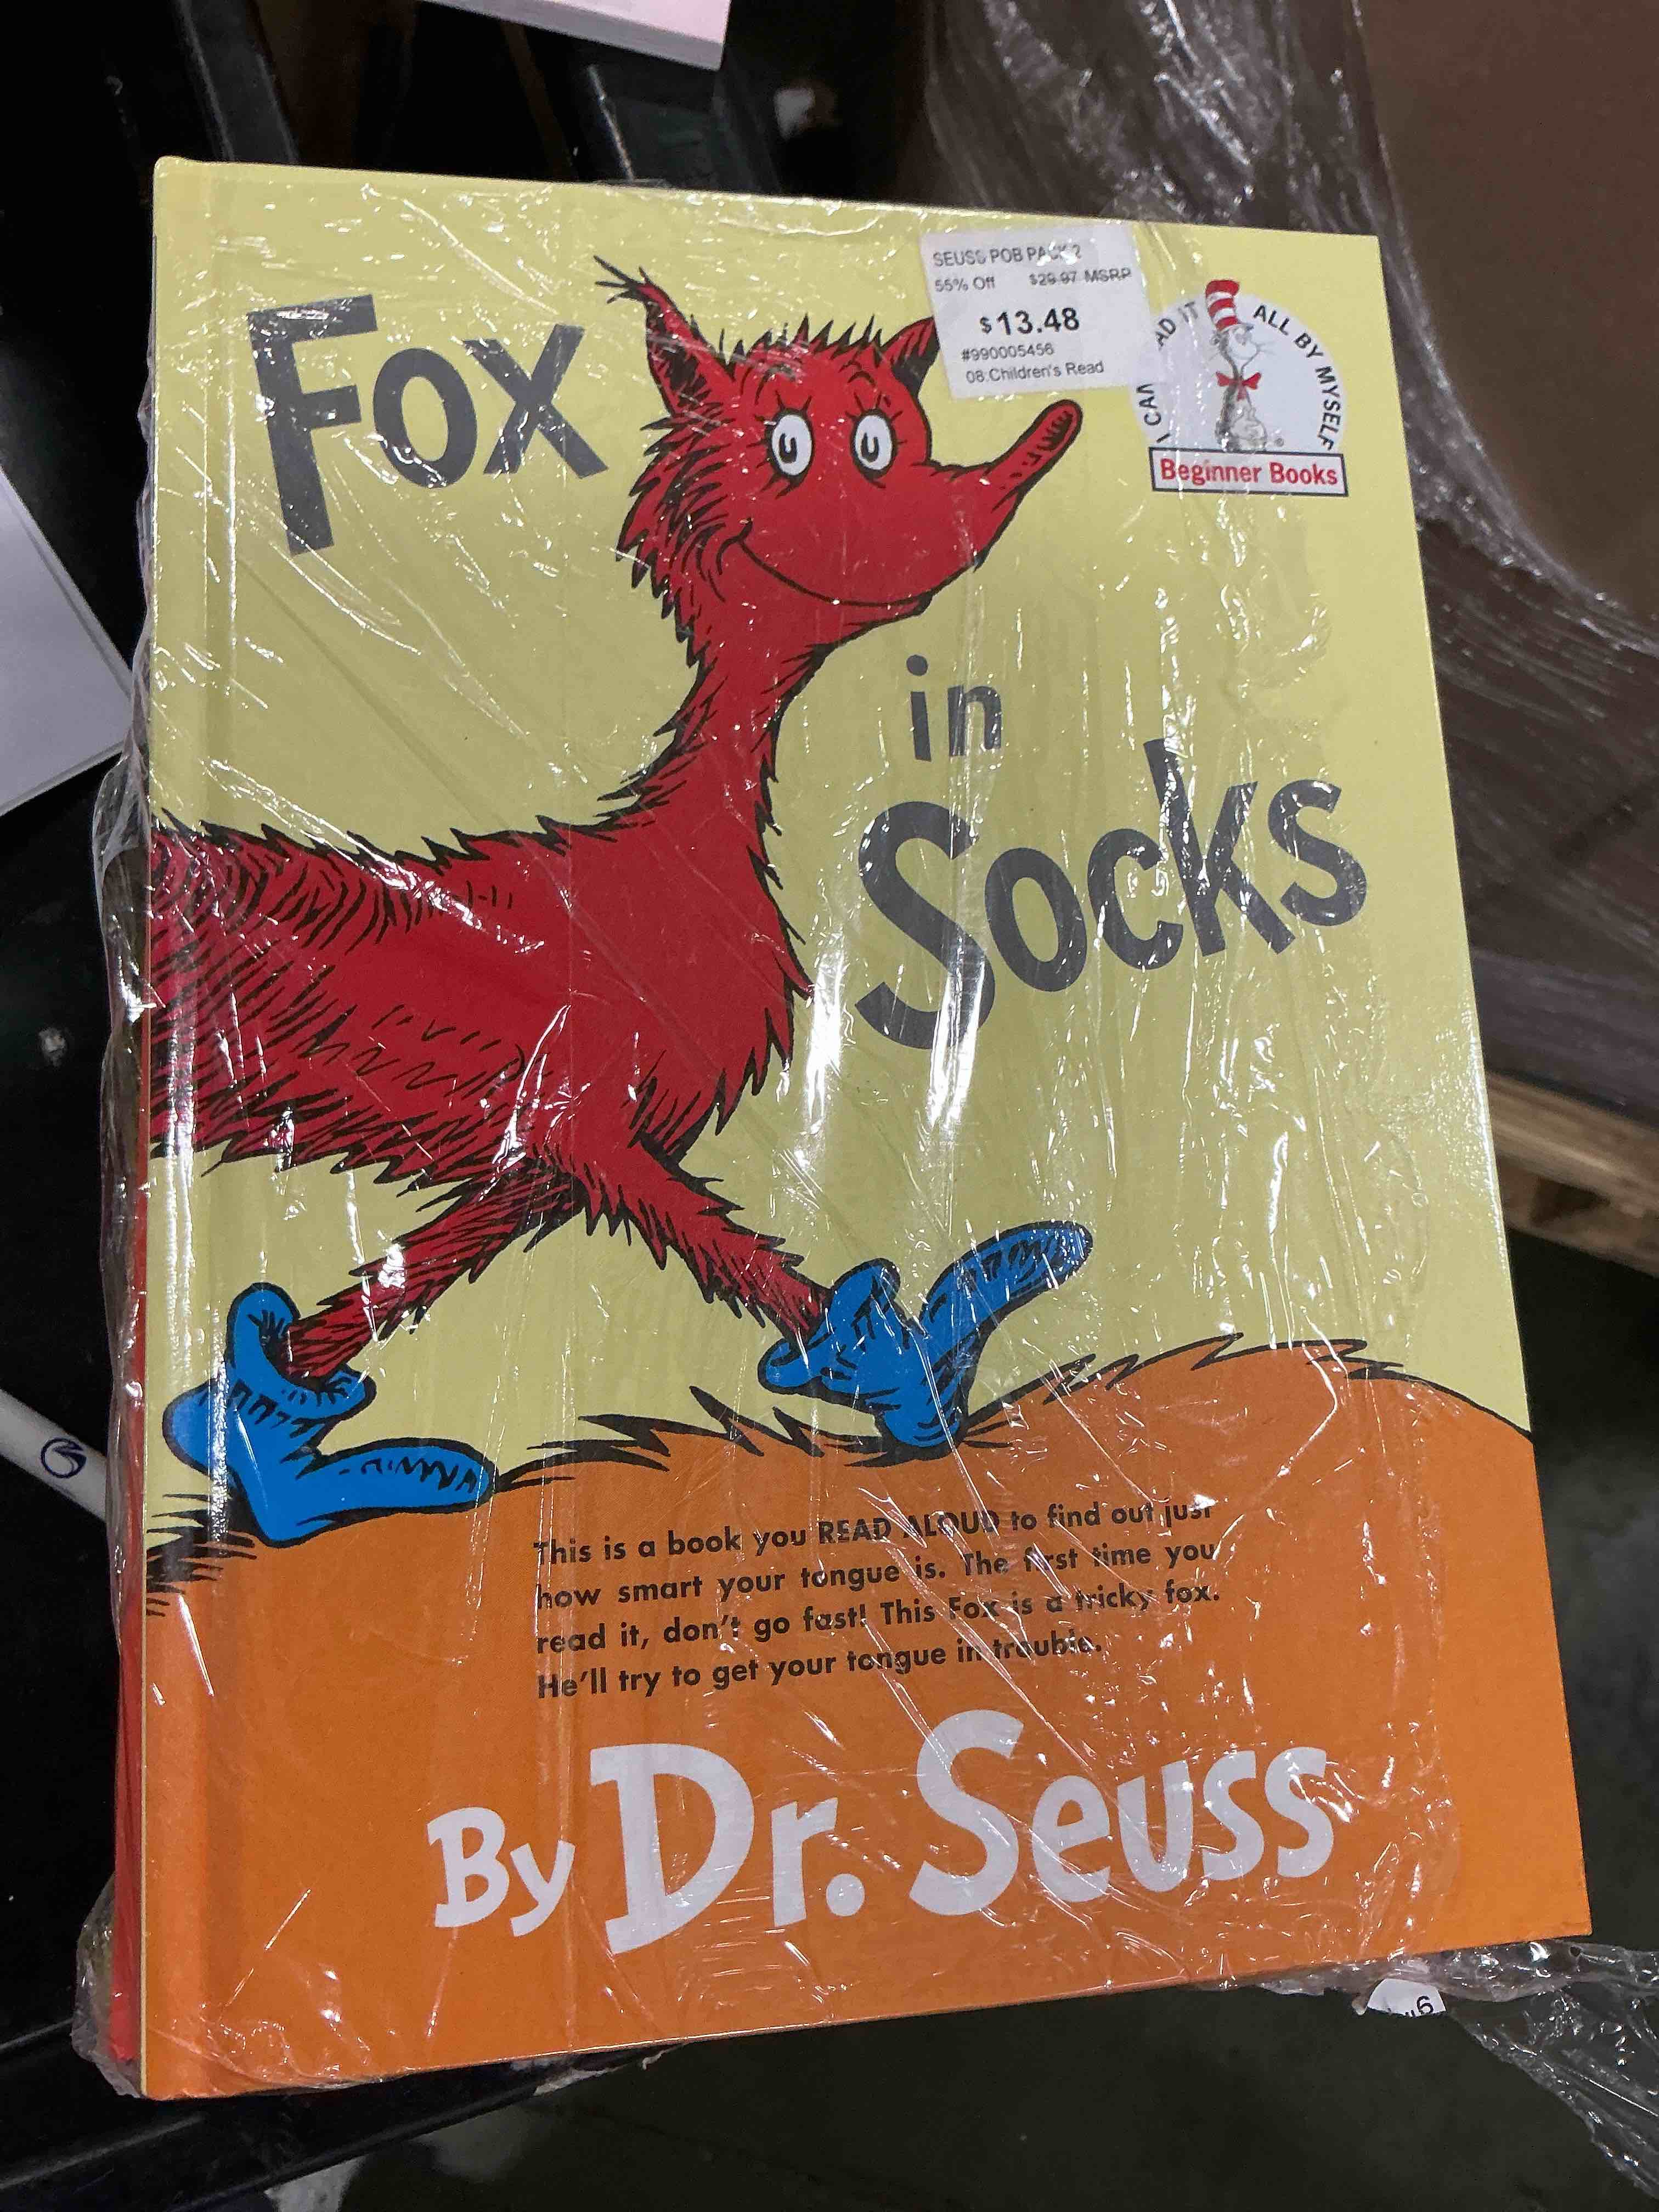 SEUSS POB PACK 2
55% Off $29.97 MSRP
$13.48
#990005456
08:Children's Read
Fox
in
Socks
I CAN READ IT ALL BY MYSELF
Beginner Books
This is a book you READ ALOUD to find out just
how smart your tongue is. The first time you
read it, don't go fast! This Fox is a tricky fox.
He'll try to get your tongue in trouble.
By Dr. Seuss